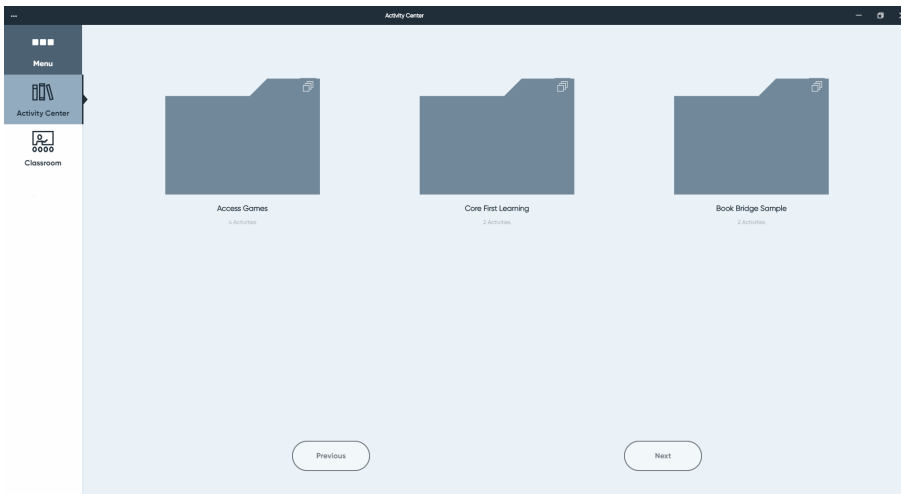 Activity Center
Menu
Activity Center
Classroom
Access Games
4 Activities
Core First Learning
2 Activities
Book Bridge Sample
2 Activities
Previous
Next